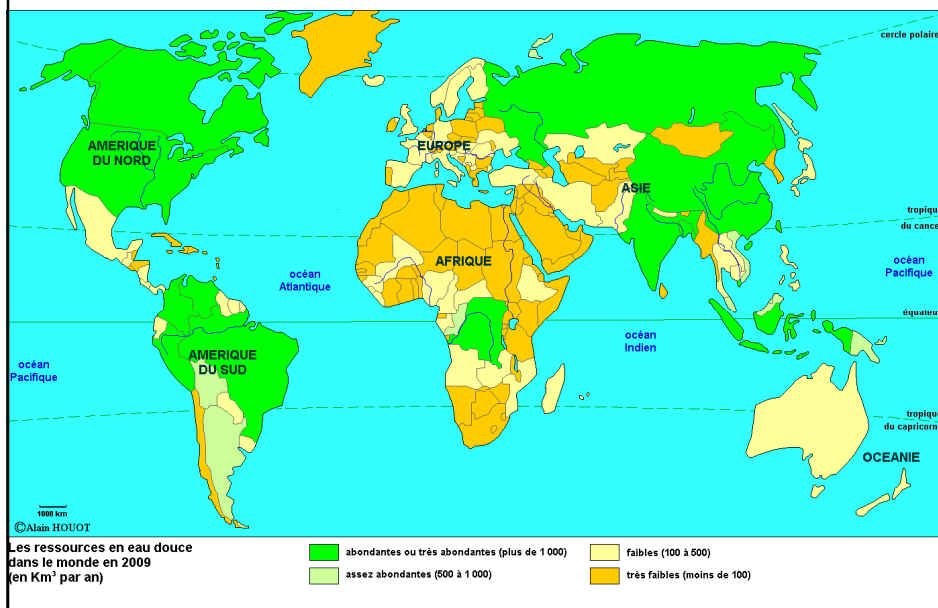 cercle polaire
AMERIQUE
DU NORD
EUROPE
ASIE
tropique
du cancer
AFRIQUE
océan
Atlantique
océan
Pacifique
équateur
AMERIQUE
DU SUD
océan
Indien
océan
Pacifique
tropique
du capricorn
OCEANIE
1000 km
©Alain HOUOT
Les ressources en eau douce
dans le monde en 2009
(en Km³ par an)
abondantes ou très abondantes (plus de 1 000)
assez abondantes (500 à 1 000)
faibles (100 à 500)
très faibles (moins de 100)